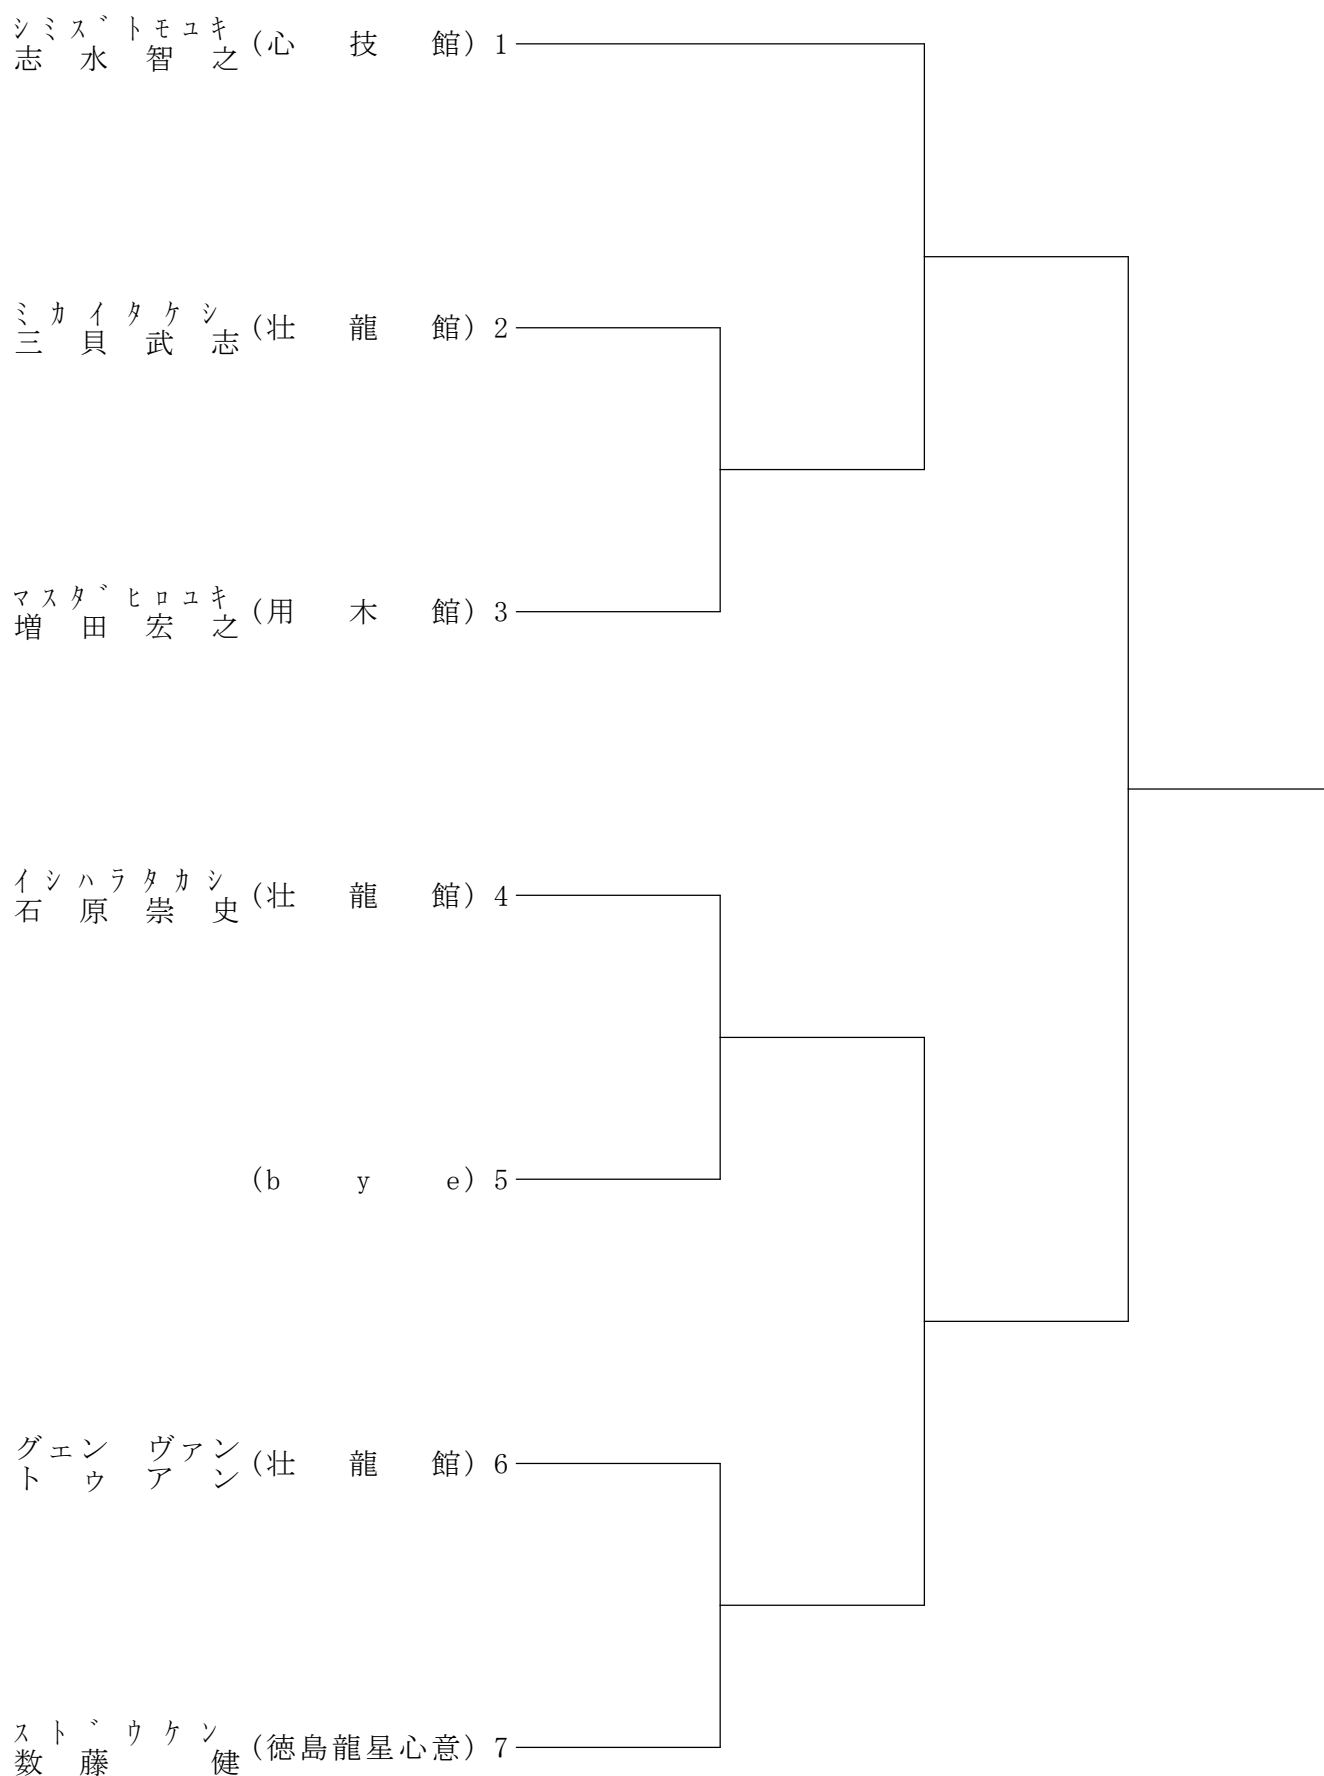 シミズトモユキ
志水智之 (心技館) 1
ミカイタケシ
三貝武志 (壮龍館) 2
マスダヒロユキ
増田宏之 (用木館) 3
イシハラタカシ
石原崇史 (壮龍館) 4
(bye) 5
グェン ヴァン
トゥアン (壮龍館) 6
ストドウケン
数藤健 (徳島龍星心意) 7